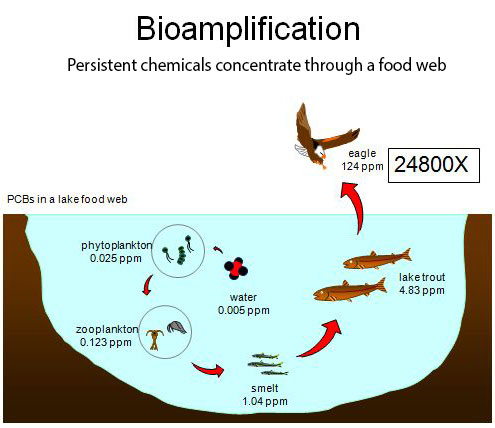 Bioamplification
Persistent chemicals concentrate through a food web
eagle
124 ppm
24800X
PCBs in a lake food web
phytoplankton
0.025 ppm
water
0.005 ppm
lake trout
4.83 ppm
zooplankton
0.123 ppm
smelt
1.04 ppm